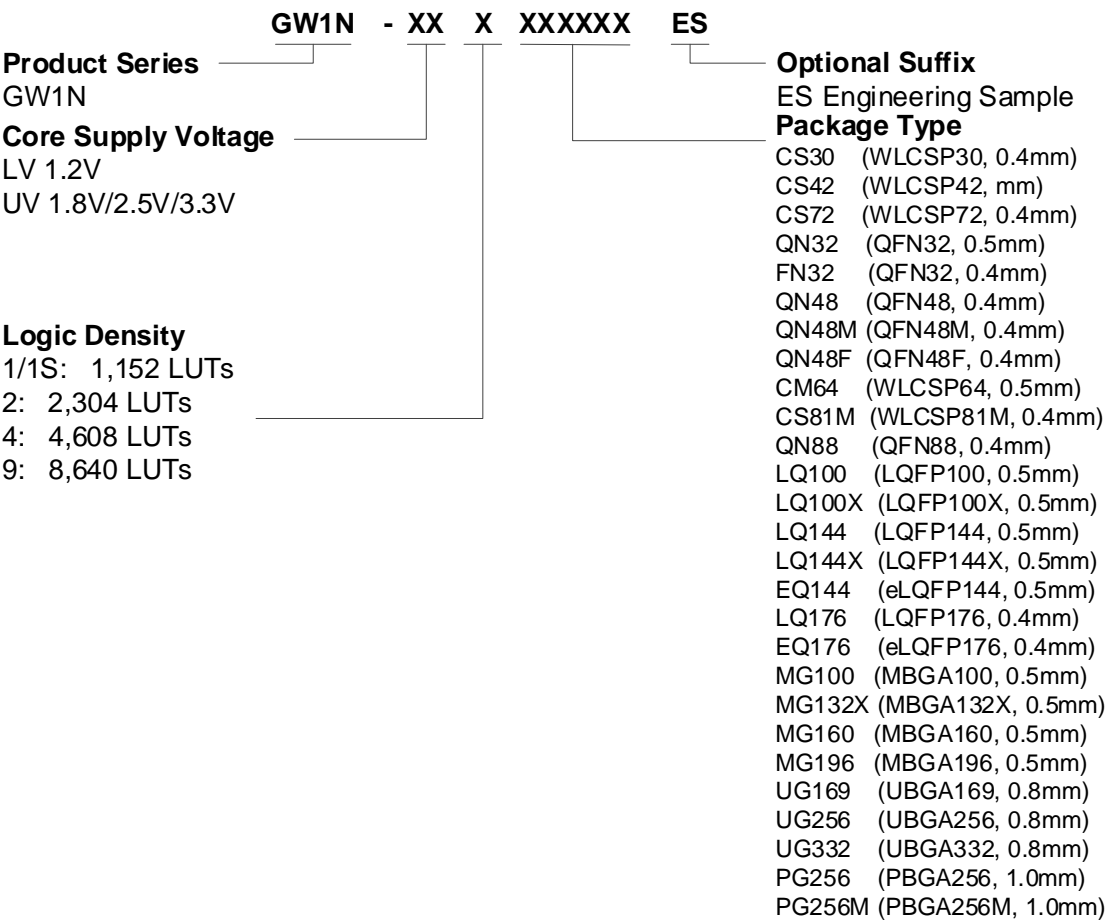 GW1N - XX X XXXXXX ES
Product Series
GW1N
Core Supply Voltage
LV 1.2V
UV 1.8V/2.5V/3.3V
Logic Density
1/1S: 1,152 LUTs
2: 2,304 LUTs
4: 4,608 LUTs
9: 8,640 LUTs
Optional Suffix
ES Engineering Sample
Package Type
CS30 (WLCSP30, 0.4mm)
CS42 (WLCSP42, mm)
CS72 (WLCSP72, 0.4mm)
QN32 (QFN32, 0.5mm)
FN32 (QFN32, 0.4mm)
QN48 (QFN48, 0.4mm)
QN48M (QFN48M, 0.4mm)
QN48F (QFN48F, 0.4mm)
CM64 (WLCSP64, 0.5mm)
CS81M (WLCSP81M, 0.4mm)
QN88 (QFN88, 0.4mm)
LQ100 (LQFP100, 0.5mm)
LQ100X (LQFP100X, 0.5mm)
LQ144 (LQFP144, 0.5mm)
LQ144X (LQFP144X, 0.5mm)
EQ144 (eLQFP144, 0.5mm)
LQ176 (LQFP176, 0.4mm)
EQ176 (eLQFP176, 0.4mm)
MG100 (MBGA100, 0.5mm)
MG132X (MBGA132X, 0.5mm)
MG160 (MBGA160, 0.5mm)
MG196 (MBGA196, 0.5mm)
UG169 (UBGA169, 0.8mm)
UG256 (UBGA256, 0.8mm)
UG332 (UBGA332, 0.8mm)
PG256 (PBGA256, 1.0mm)
PG256M (PBGA256M, 1.0mm)